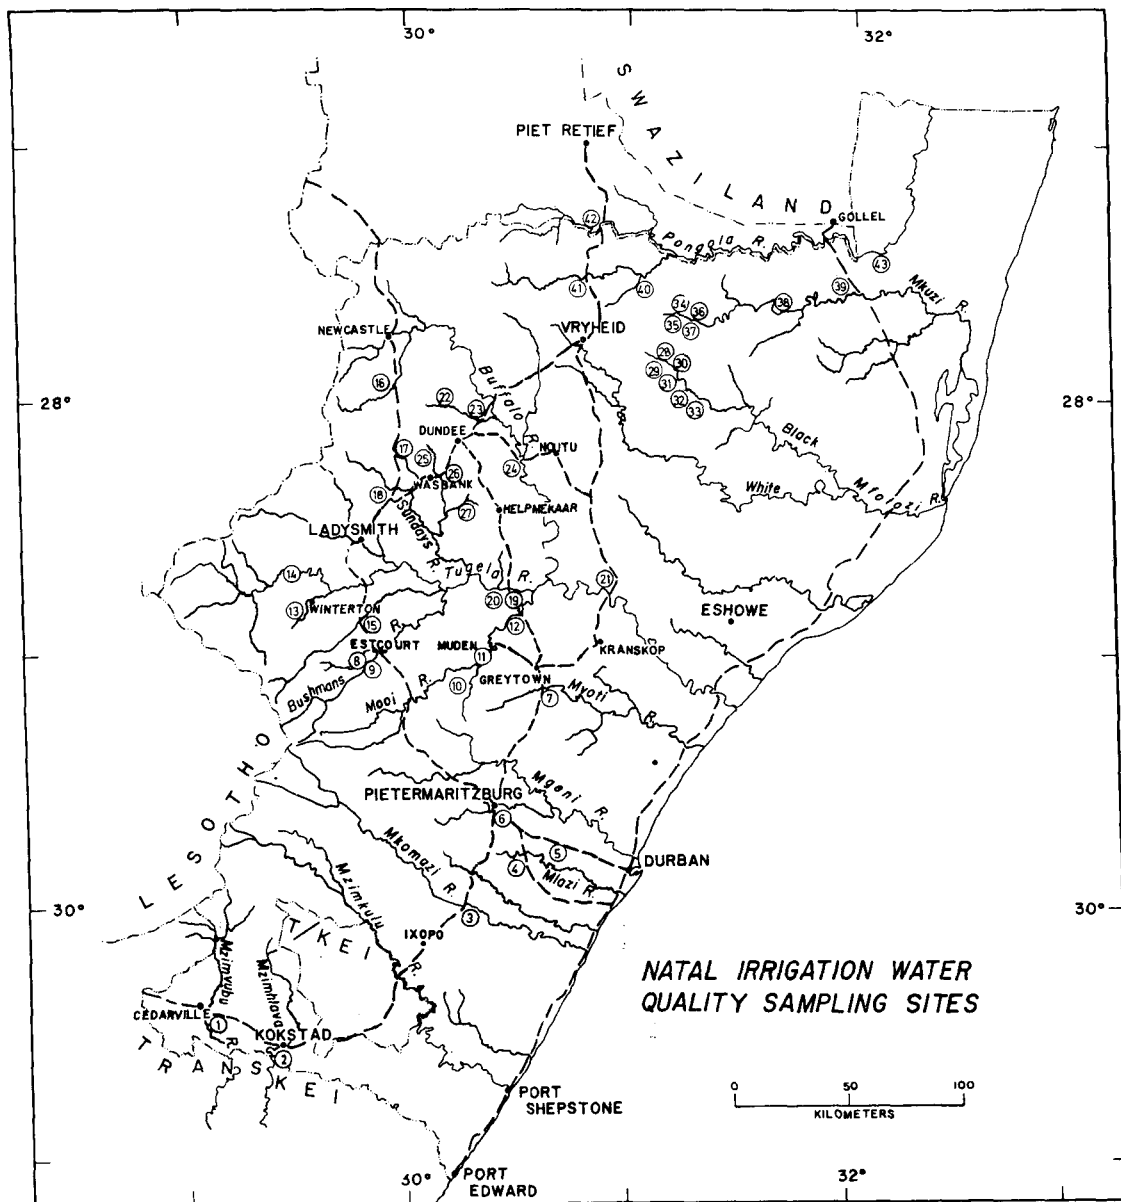 30°
32°
SWAZILAND
PIET RETIEF
GOLLEL
42
Pongola R.
43
41
40
39
Mkuzi R.
34
36
38
35
37
NEWCASTLE
VRYHEID
28
30
29
16
31
22
23
Buffalo R.
32
33
28°
28°
DUNDEE
NQUTU
Black
17
25
26
24
WASBANK
White
Mfolozi R.
18
27
HELPMEKAAR
Sundays R.
LADYSMITH
Tugela R.
14
21
13
WINTERTON
20
19
ESHOWE
15
12
ESTCOURT
MUDEN
KRANSKOP
8
9
11
GREYTOWN
Bushmans R.
Mooi R.
10
7
Mvoti R.
LESOTHO
Mgeni R.
PIETERMARITZBURG
6
Mkomazi R.
5
DURBAN
4
Mlazi R.
Mzimkulu R.
30°
30°
3
T/KEI
IXOPO
NATAL IRRIGATION WATER
QUALITY SAMPLING SITES
Mzimvubu R.
Mzimhlava
CEDARVILLE
1
KOKSTAD
2
TRANSKEI
0 50 100
KILOMETERS
PORT
SHEPSTONE
PORT
EDWARD
30°
32°